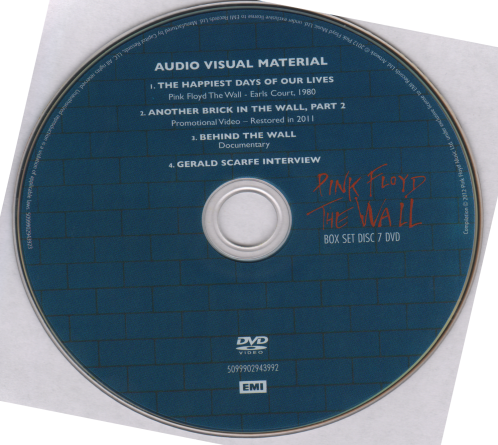 AUDIO VISUAL MATERIAL
1. THE HAPPIEST DAYS OF OUR LIVES
Pink Floyd The Wall - Earls Court, 1980
2. ANOTHER BRICK IN THE WALL, PART 2
Promotional Video – Restored in 2011
3. BEHIND THE WALL
Documentary
4. GERALD SCARFE INTERVIEW
PINK FLOYD
THE WALL
BOX SET DISC 7 DVD
DVD
VIDEO
5099902943992
EMI